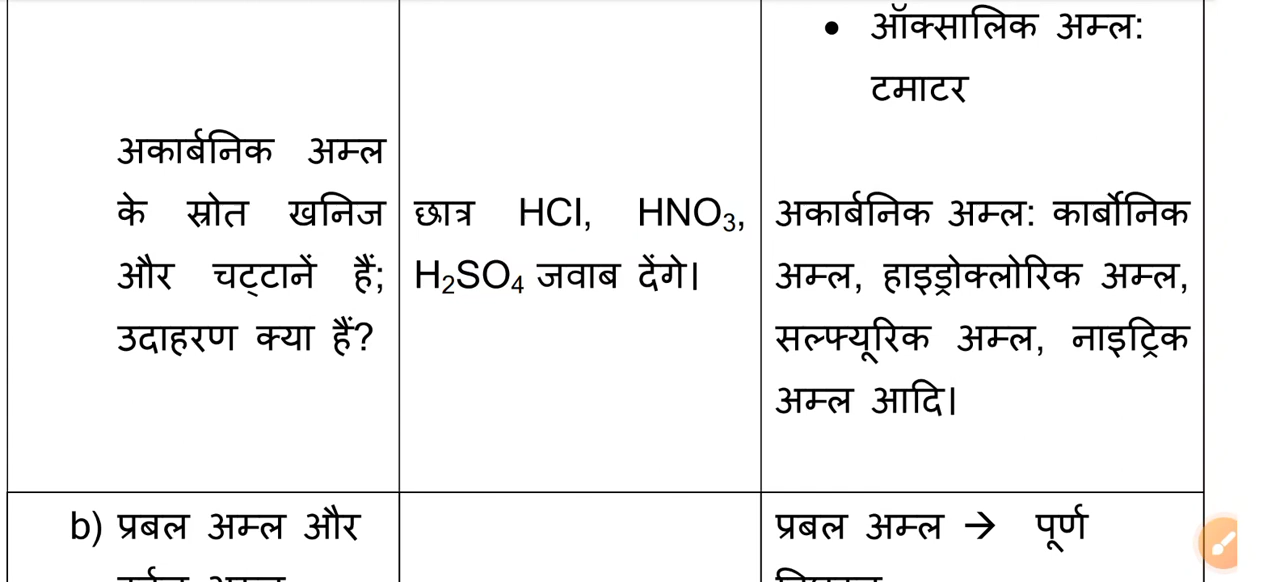 ऑक्सालिक अम्ल:
टमाटर
अकार्बनिक अम्ल
के स्रोत खनिज
और चट्टानें हैं;
उदाहरण क्या हैं?
छात्र HCl, HNO₃,
H₂SO₄ जवाब देंगे।
अकार्बनिक अम्ल: कार्बोनिक
अम्ल, हाइड्रोक्लोरिक अम्ल,
सल्फ्यूरिक अम्ल, नाइट्रिक
अम्ल आदि।
b) प्रबल अम्ल और
प्रबल अम्ल → पूर्ण